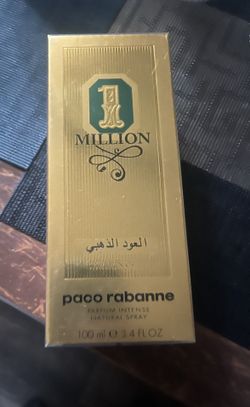 1
MILLION
العود الذهبي
paco rabanne
PARFUM INTENSE
NATURAL SPRAY
100 ml e 3.4 FL.OZ